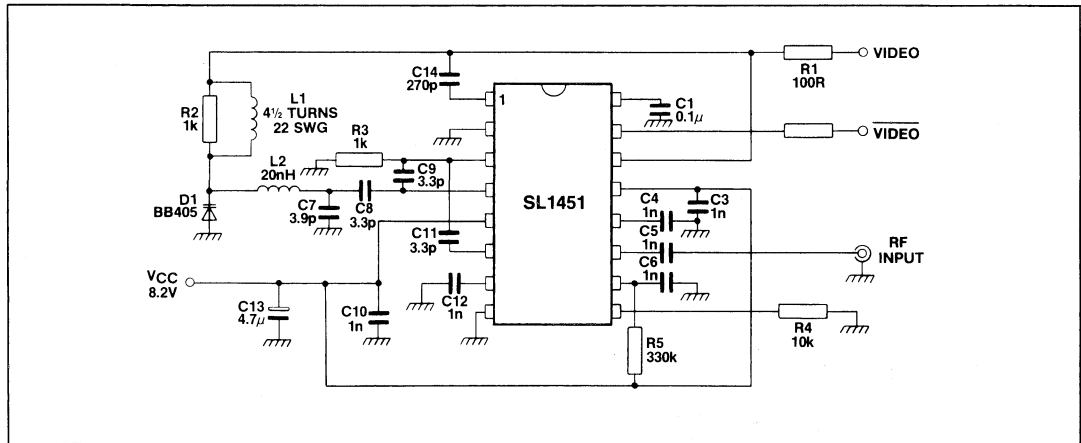 C14
270p
R1
100R
VIDEO
R2
1k
L1
4½ TURNS
22 SWG
1
C1
0.1μ
R3
1k
VIDEO
L2
20nH
C9
3.3p
D1
BB405
C7
3.9p
C8
3.3p
SL1451
C4
1n
C3
1n
C11
3.3p
C5
1n
RF
INPUT
VCC
8.2V
C6
1n
C13
4.7μ
C10
1n
C12
1n
R5
330k
R4
10k